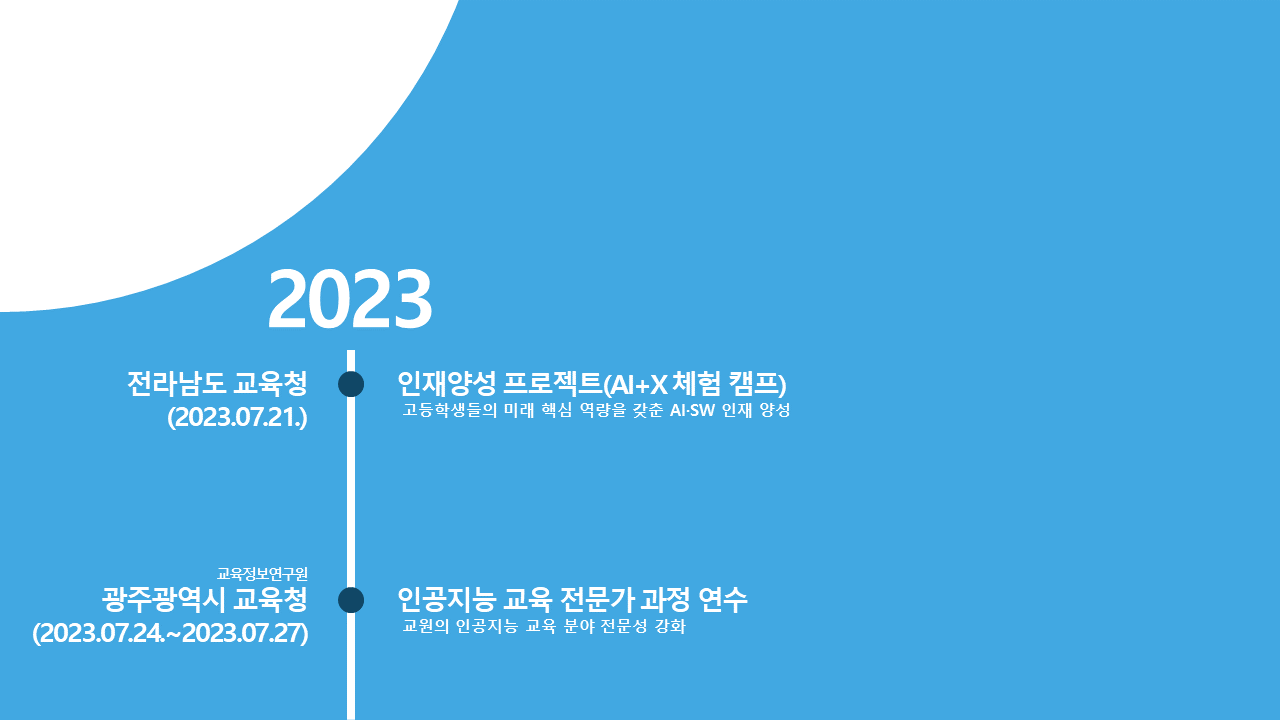 2023
전라남도 교육청
(2023.07.21.)
인재양성 프로젝트(AI+X 체험 캠프)
고등학생들의 미래 핵심 역량을 갖춘 AI·SW 인재 양성
교육정보연구원
광주광역시 교육청
(2023.07.24.~2023.07.27)
인공지능 교육 전문가 과정 연수
교원의 인공지능 교육 분야 전문성 강화